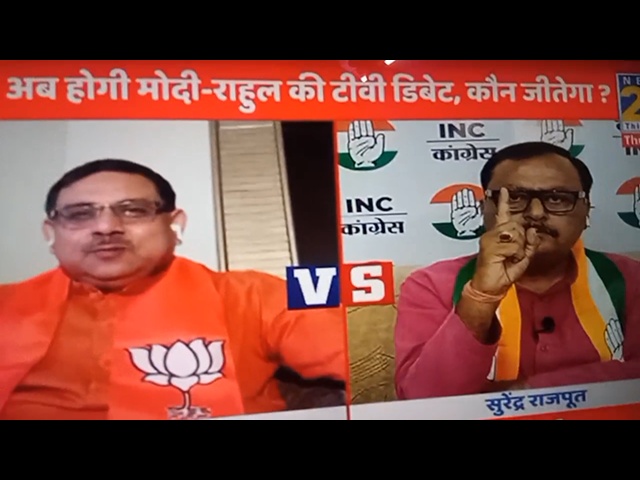 अब होगी मोदी-राहुल की टीवी डिबेट, कौन जीतेगा ?
INC
कांग्रेस
INC
कांग्रेस
VS
सुरेंद्र राजपूत